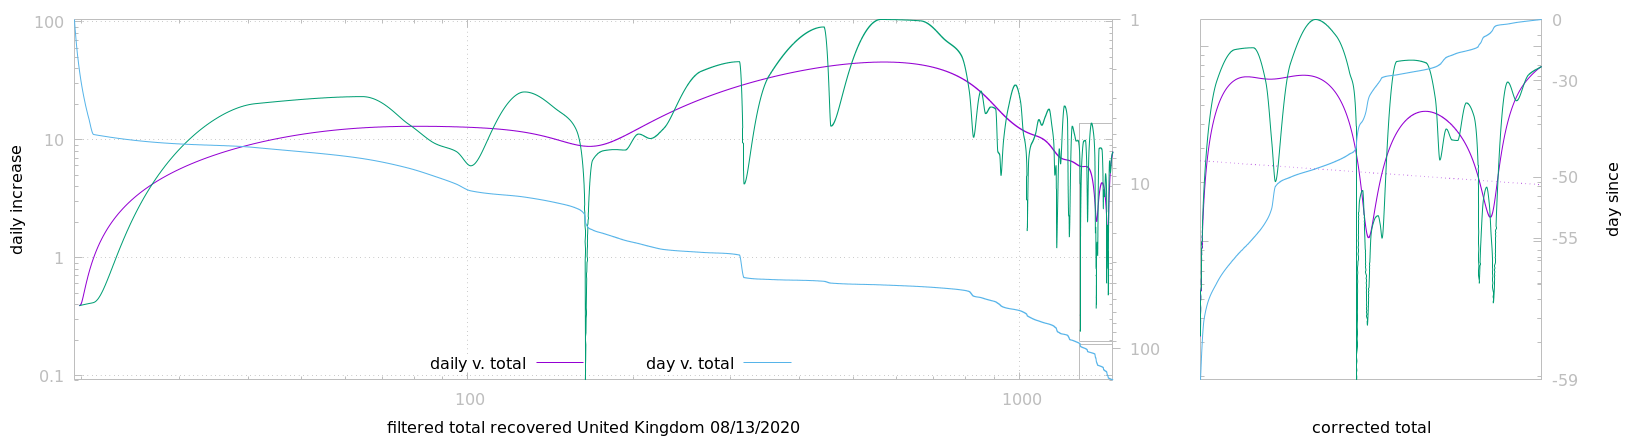 100
10
1
0.1
daily increase
daily v. total
day v. total
100
1000
filtered total recovered United Kingdom 08/13/2020
1
10
100
0
-30
-50
-55
-59
day since
corrected total